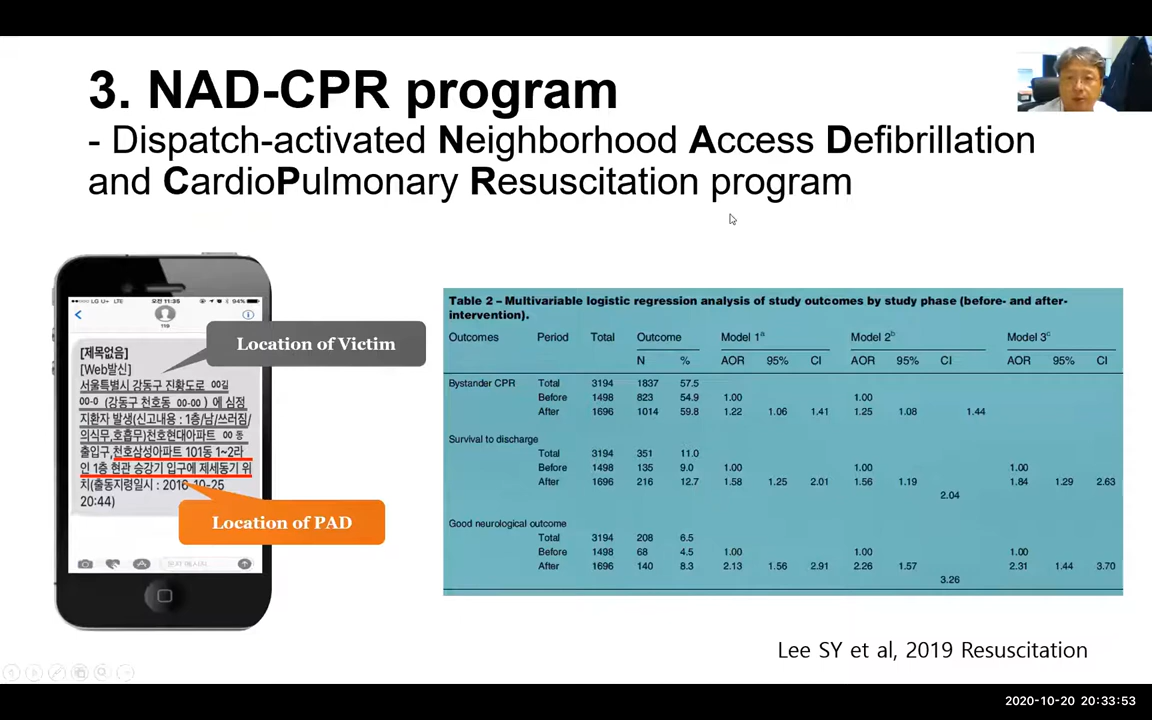 3. NAD-CPR program
- Dispatch-activated Neighborhood Access Defibrillation
and CardioPulmonary Resuscitation program
LG U+ LTE 오전 11:35 94%
119
[제목없음]
[Web발신]
서울특별시 강동구 진황도로 00길
00-0 (강동구 천호동 00-00 ) 에 심정
지환자 발생(신고내용 : 1층/남/쓰러짐/
의식무,호흡무)천호현대아파트 00 동
출입구,천호삼성아파트 101동 1~2라
인 1층 현관 승강기 입구에 제세동기 위
치(출동지령일시 : 2016-10-25
20:44)
문자 메시지
Location of Victim
Location of PAD
Table 2 – Multivariable logistic regression analysis of study outcomes by study phase (before- and after-
intervention).
Outcomes Period Total Outcome Model 1a Model 2b Model 3c
N % AOR 95% CI AOR 95% CI AOR 95% CI
Bystander CPR Total 3194 1837 57.5
Before 1498 823 54.9 1.00 1.00
After 1696 1014 59.8 1.22 1.06 1.41 1.25 1.08 1.44
Survival to discharge
Total 3194 351 11.0
Before 1498 135 9.0 1.00 1.00 1.00
After 1696 216 12.7 1.58 1.25 2.01 1.56 1.19 1.84 1.29 2.63
2.04
Good neurological outcome
Total 3194 208 6.5
Before 1498 68 4.5 1.00 1.00 1.00
After 1696 140 8.3 2.13 1.56 2.91 2.26 1.57 2.31 1.44 3.70
3.26
Lee SY et al, 2019 Resuscitation
2020-10-20 20:33:53